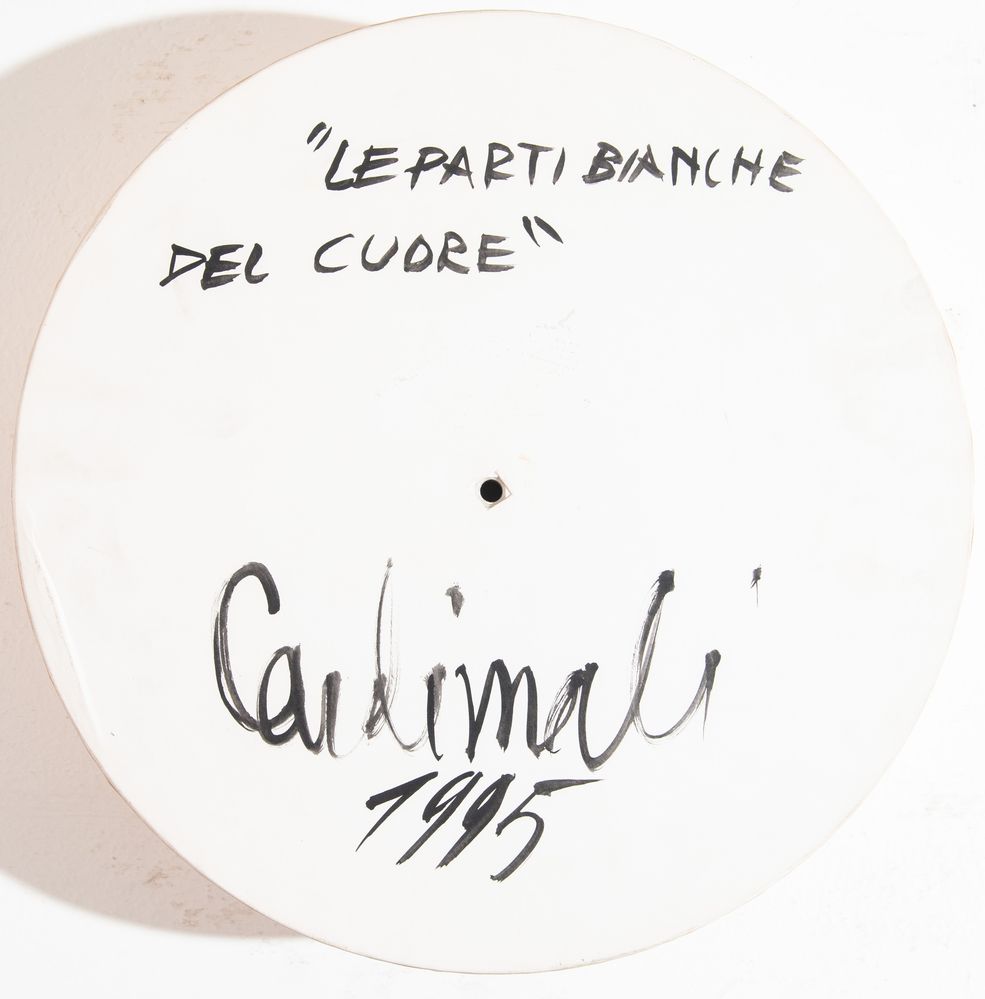 "LE PARTI BIANCHE
DEL CUORE"
Cardinali
1995